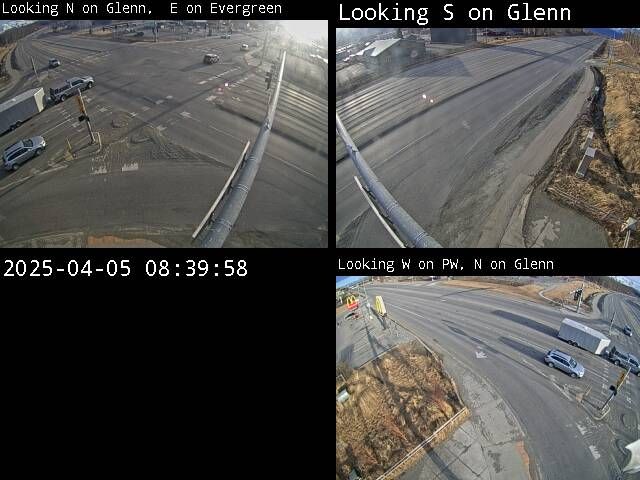 Looking N on Glenn,  E on Evergreen
Looking S on Glenn
2025-04-05 08:39:58
Looking W on PW, N on Glenn